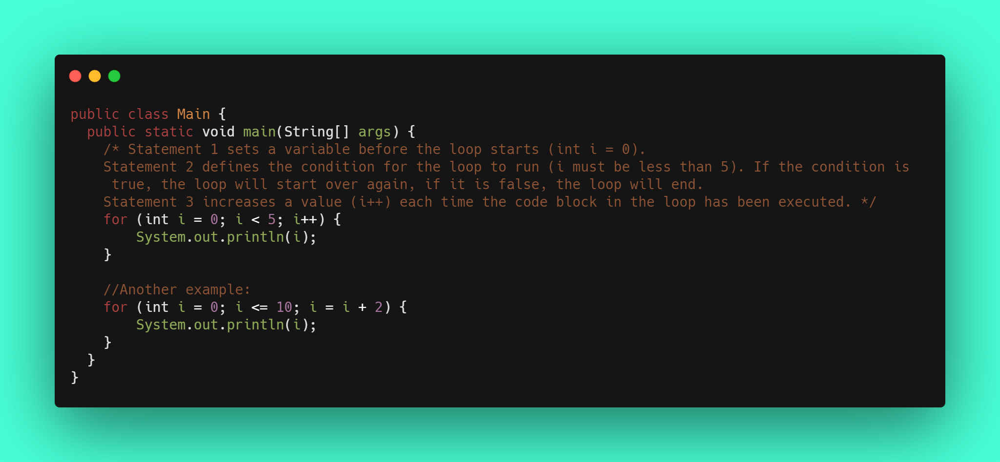 public class Main {
  public static void main(String[] args) {
    /* Statement 1 sets a variable before the loop starts (int i = 0).
    Statement 2 defines the condition for the loop to run (i must be less than 5). If the condition is
     true, the loop will start over again, if it is false, the loop will end.
    Statement 3 increases a value (i++) each time the code block in the loop has been executed. */
    for (int i = 0; i < 5; i++) {
        System.out.println(i);
    }

    //Another example:
    for (int i = 0; i <= 10; i = i + 2) {
        System.out.println(i);
    }
  }
}